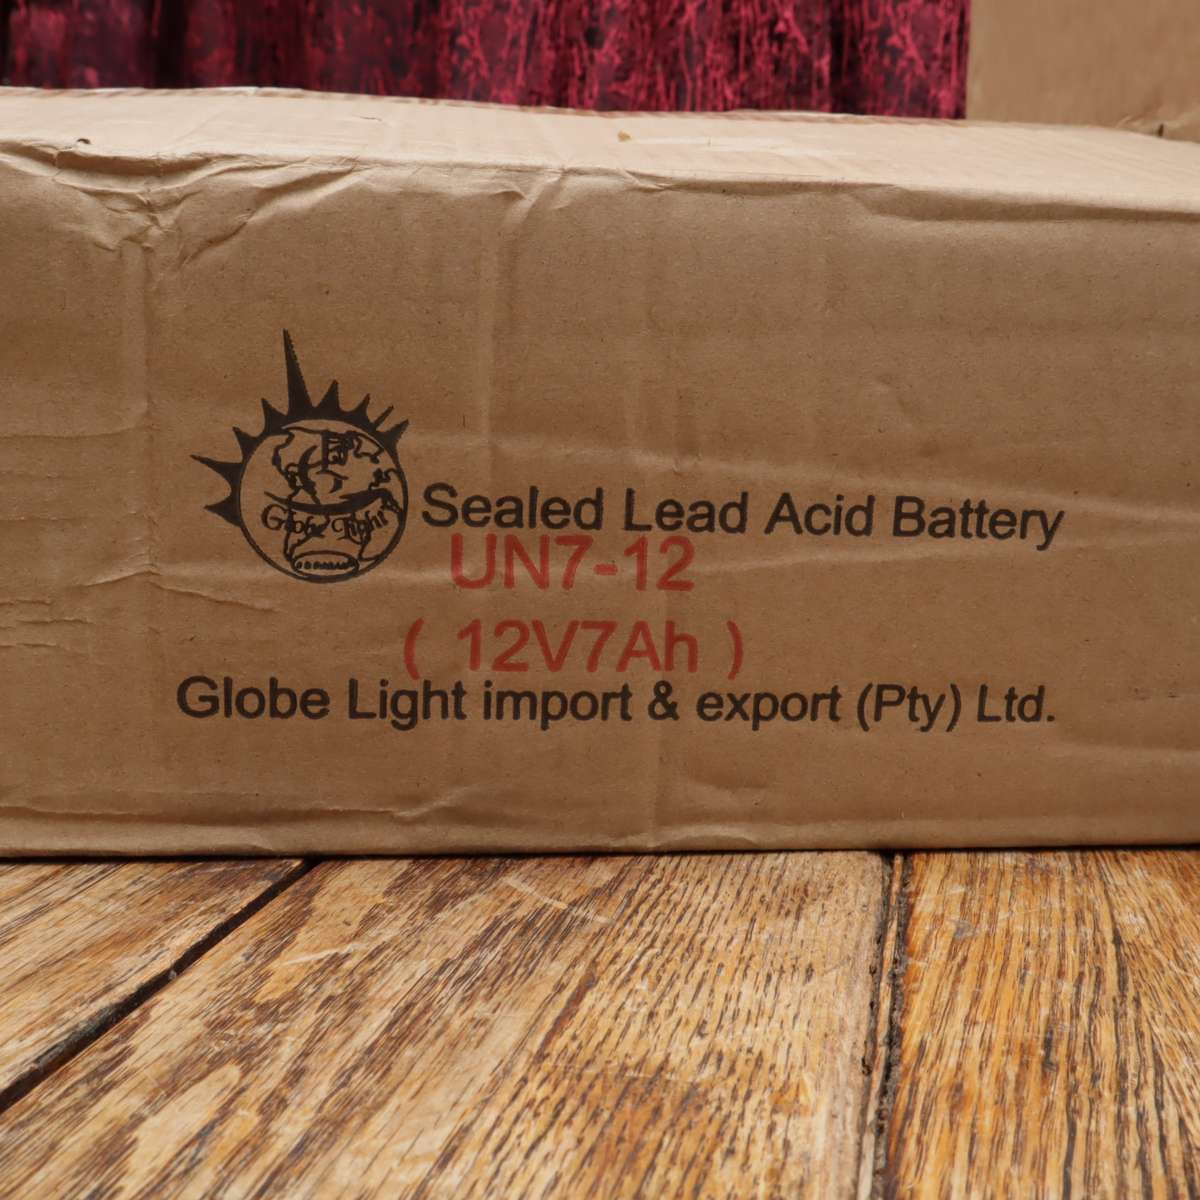 Globe Light
Sealed Lead Acid Battery
UN7-12
( 12V7Ah )
Globe Light import & export (Pty) Ltd.